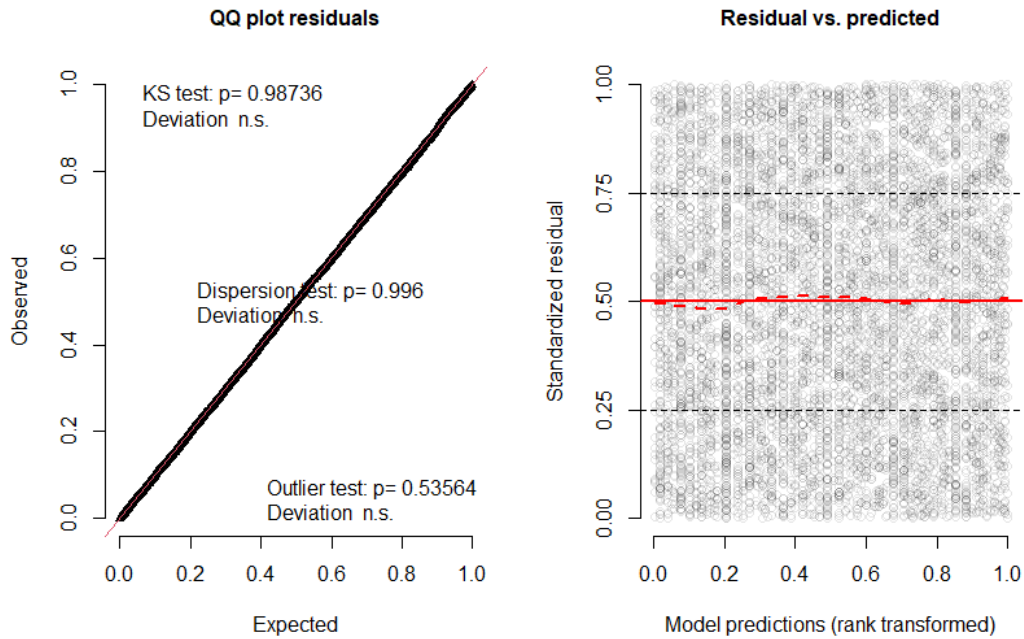 QQ plot residuals
KS test: p= 0.98736
Deviation n.s.
Dispersion test: p= 0.996
Deviation n.s.
Outlier test: p= 0.53564
Deviation n.s.
Observed
1.0
0.8
0.6
0.4
0.2
0.0
0.0 0.2 0.4 0.6 0.8 1.0
Expected
Residual vs. predicted
Standardized residual
1.00
0.75
0.50
0.25
0.00
0.0 0.2 0.4 0.6 0.8 1.0
Model predictions (rank transformed)